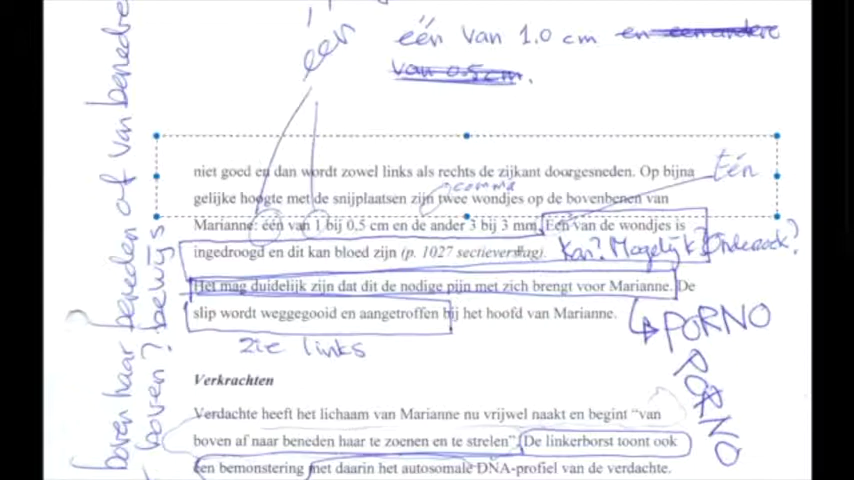 één
één van 1.0 cm en een andere
van 0.5 cm.
boven haar beneden of van beneden
boven? bewijs
niet goed en dan wordt zowel links als rechts de zijkant doorgesneden. Op bijna
Eén
comma
gelijke hoogte met de snijplaatsen zijn twee wondjes op de bovenbenen van
Marianne: één van 1 bij 0,5 cm en de ander 3 bij 3 mm. Eén van de wondjes is
ingedroogd en dit kan bloed zijn (p. 1027 sectieverslag). Kan? Mogelijk? Onderzoek?
Het mag duidelijk zijn dat dit de nodige pijn met zich brengt voor Marianne. De
slip wordt weggegooid en aangetroffen bij het hoofd van Marianne.
PORNO
PORNO
zie links
Verkrachten
Verdachte heeft het lichaam van Marianne nu vrijwel naakt en begint “van
boven af naar beneden haar te zoenen en te strelen”. De linkerborst toont ook
een bemonstering met daarin het autosomale DNA-profiel van de verdachte.